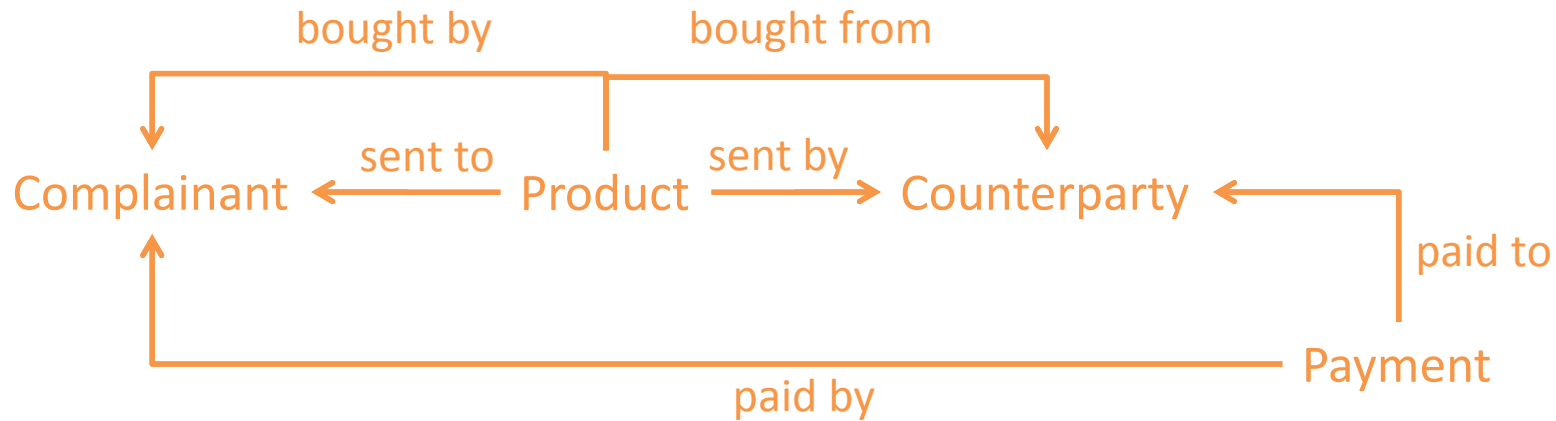 bought by
bought from
sent to
sent by
Complainant
Product
Counterparty
paid to
Payment
paid by